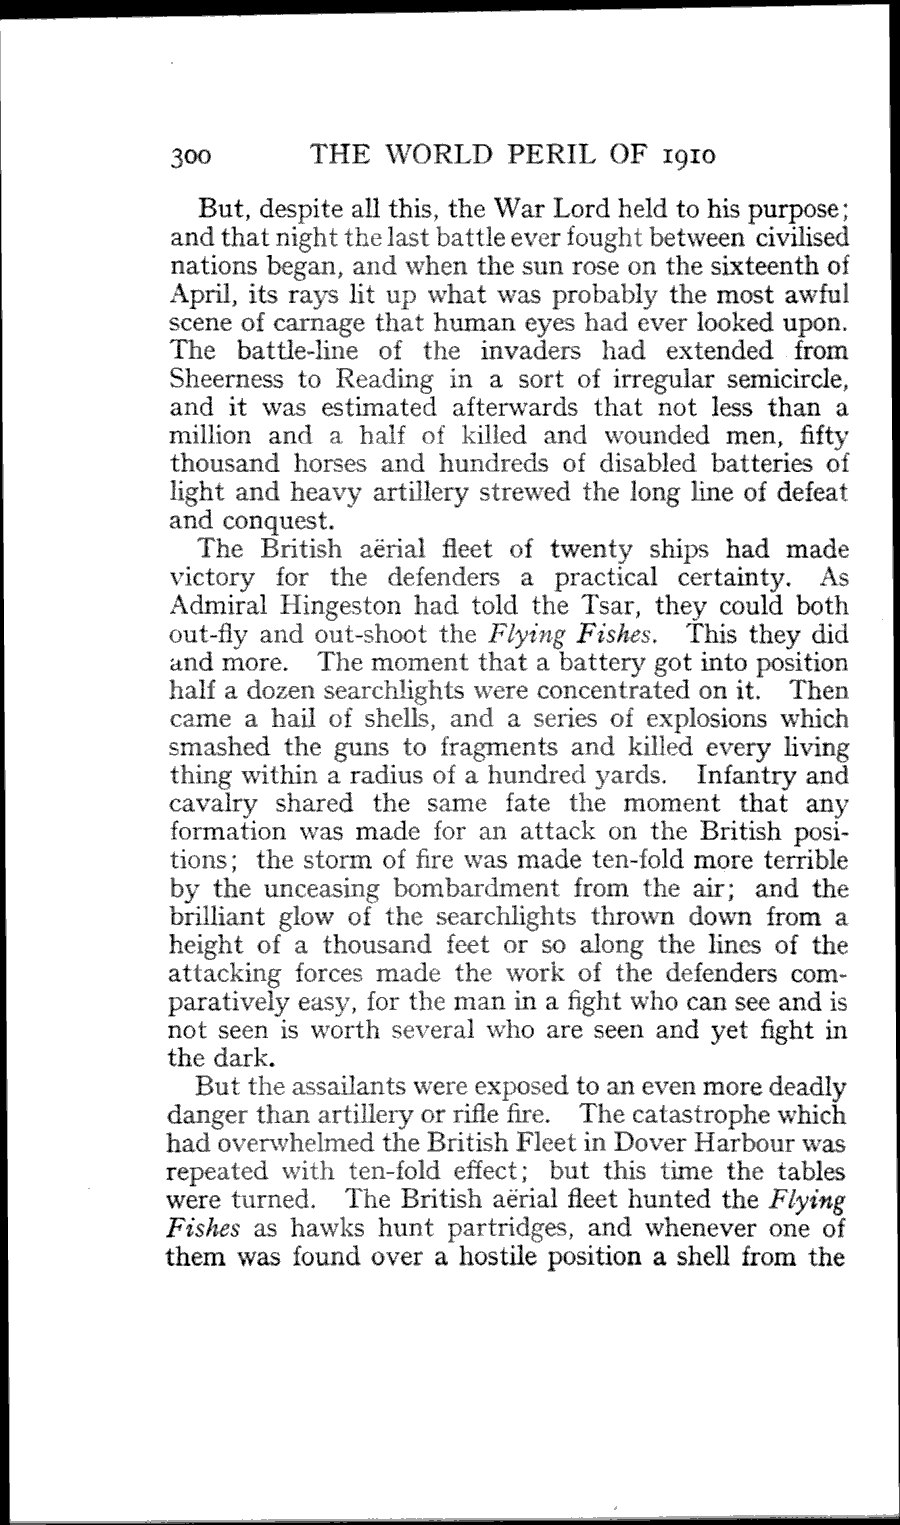 300 THE WORLD PERIL OF 1910
But, despite all this, the War Lord held to his purpose;
and that night the last battle ever fought between civilised
nations began, and when the sun rose on the sixteenth of
April, its rays lit up what was probably the most awful
scene of carnage that human eyes had ever looked upon.
The battle-line of the invaders had extended from
Sheerness to Reading in a sort of irregular semicircle,
and it was estimated afterwards that not less than a
million and a half of killed and wounded men, fifty
thousand horses and hundreds of disabled batteries of
light and heavy artillery strewed the long line of defeat
and conquest.
The British aërial fleet of twenty ships had made
victory for the defenders a practical certainty. As
Admiral Hingeston had told the Tsar, they could both
out-fly and out-shoot the Flying Fishes. This they did
and more. The moment that a battery got into position
half a dozen searchlights were concentrated on it. Then
came a hail of shells, and a series of explosions which
smashed the guns to fragments and killed every living
thing within a radius of a hundred yards. Infantry and
cavalry shared the same fate the moment that any
formation was made for an attack on the British posi-
tions; the storm of fire was made ten-fold more terrible
by the unceasing bombardment from the air; and the
brilliant glow of the searchlights thrown down from a
height of a thousand feet or so along the lines of the
attacking forces made the work of the defenders com-
paratively easy, for the man in a fight who can see and is
not seen is worth several who are seen and yet fight in
the dark.
But the assailants were exposed to an even more deadly
danger than artillery or rifle fire. The catastrophe which
had overwhelmed the British Fleet in Dover Harbour was
repeated with ten-fold effect; but this time the tables
were turned. The British aërial fleet hunted the Flying
Fishes as hawks hunt partridges, and whenever one of
them was found over a hostile position a shell from the